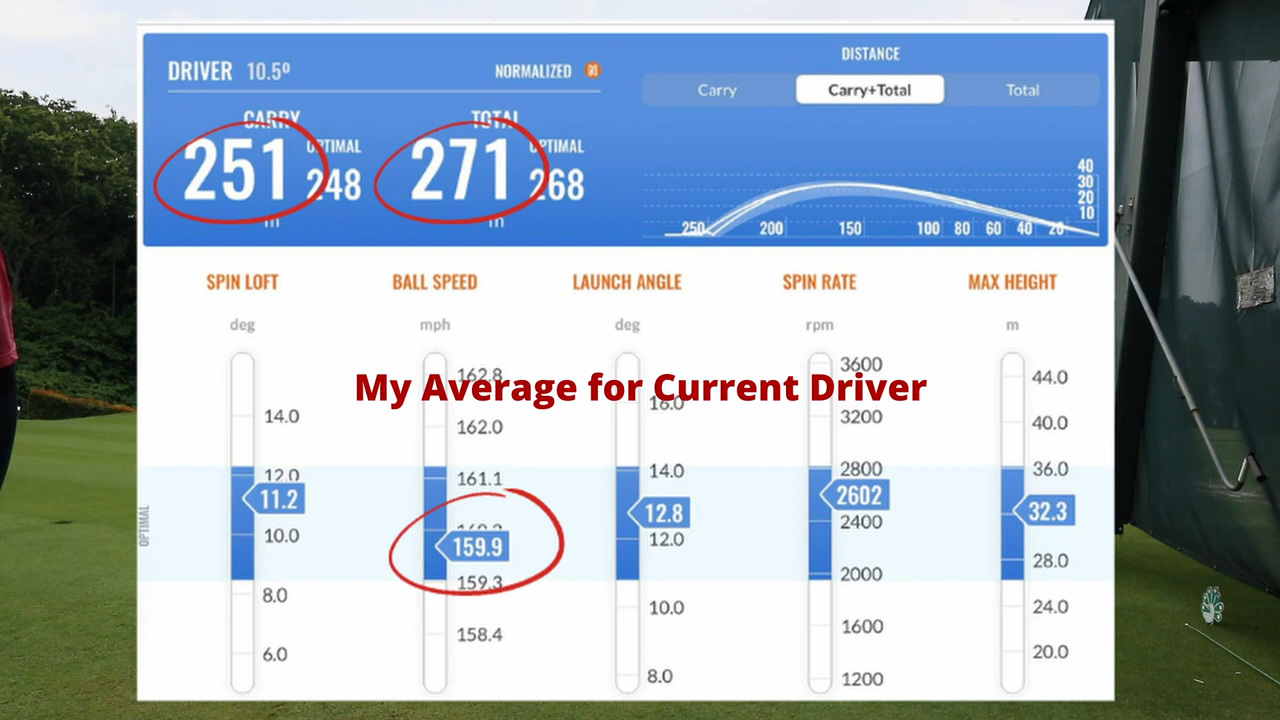 DRIVER 10.5º
NORMALIZED
DISTANCE
Carry Carry+Total Total
CARRY
251
m
OPTIMAL
248
TOTAL
271
m
OPTIMAL
268
40
30
20
10
250 200 150 100 80 60 40 20
SPIN LOFT BALL SPEED LAUNCH ANGLE SPIN RATE MAX HEIGHT
deg mph deg rpm m
My Average for Current Driver
OPTIMAL
14.0
12.0
11.2
10.0
8.0
6.0
162.8
162.0
161.1
159.9
159.3
158.4
16.0
14.0
12.8
12.0
10.0
8.0
3600
3200
2800
2602
2400
2000
1600
1200
44.0
40.0
36.0
32.3
28.0
24.0
20.0